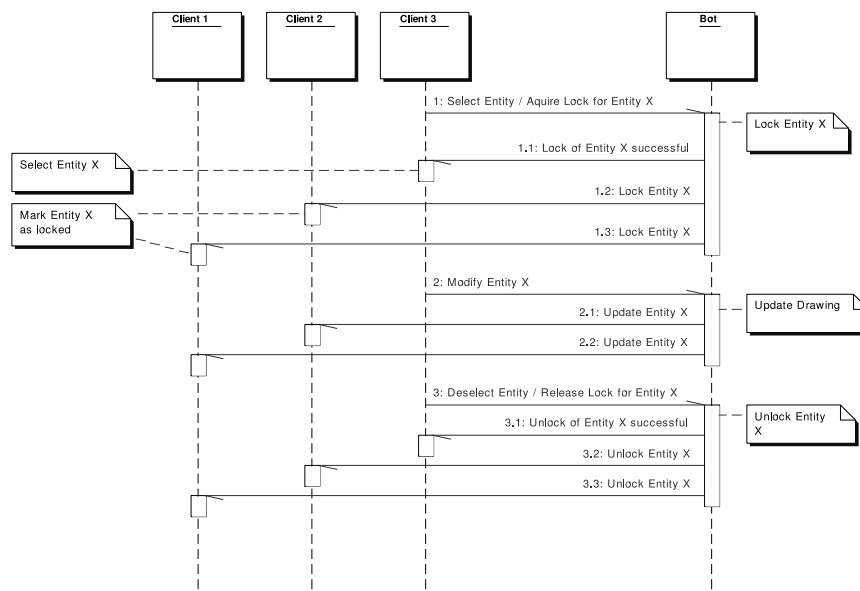 Client 1
Client 2
Client 3
Bot
1: Select Entity / Aquire Lock for Entity X
Lock Entity X
1.1: Lock of Entity X successful
Select Entity X
1.2: Lock Entity X
Mark Entity X
as locked
1.3: Lock Entity X
2: Modify Entity X
Update Drawing
2.1: Update Entity X
2.2: Update Entity X
3: Deselect Entity / Release Lock for Entity X
Unlock Entity
X
3.1: Unlock of Entity X successful
3.2: Unlock Entity X
3.3: Unlock Entity X